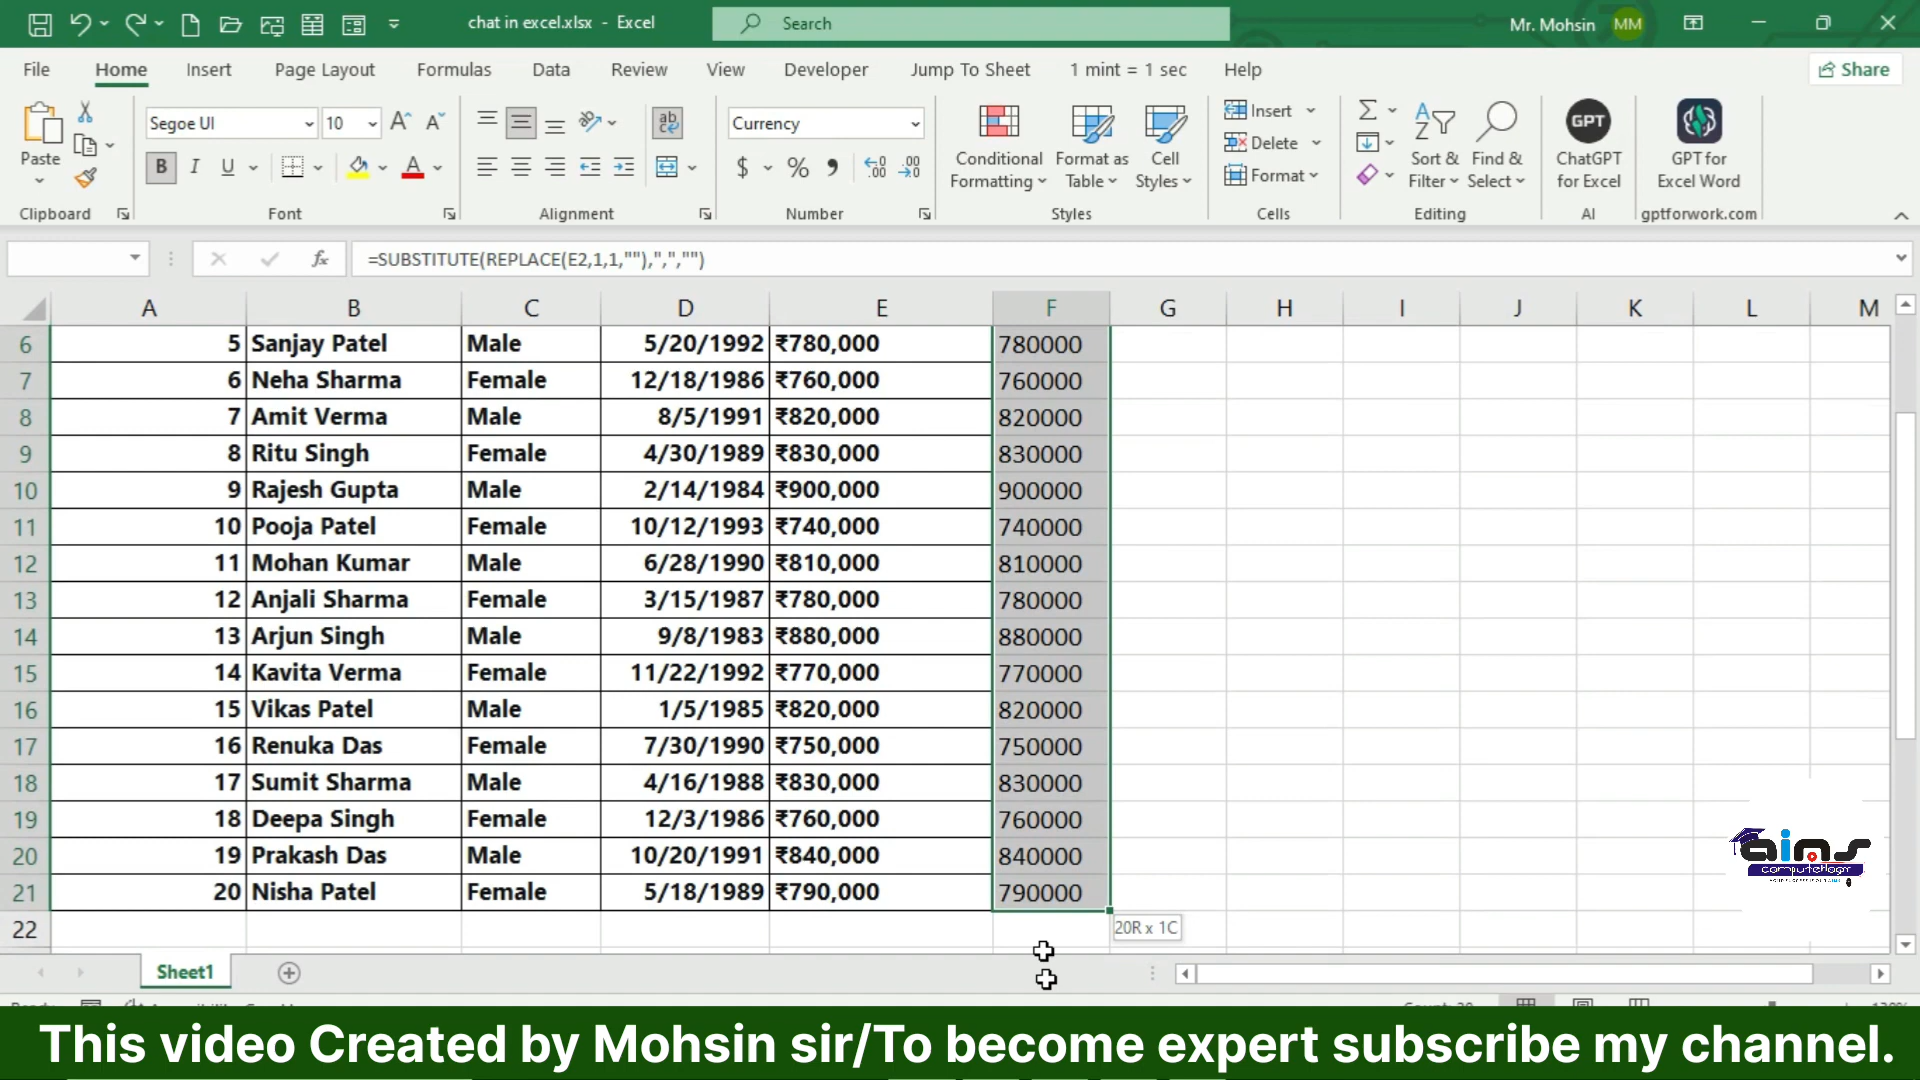 chat in excel.xlsx - Excel
Search
Mr. Mohsin MM
File Home Insert Page Layout Formulas Data Review View Developer Jump To Sheet 1 mint = 1 sec Help Share
Paste
Clipboard
Segoe UI 10
B I U A
Font
ab
Alignment
Currency
$ % 9 .00
Number
Conditional Formatting
Format as Table
Cell Styles
Styles
Insert
Delete
Format
Cells
Sort & Filter
Find & Select
Editing
GPT
ChatGPT for Excel
AI
GPT for Excel Word
gptforwork.com
fx =SUBSTITUTE(REPLACE(E2,1,1,""),",","")
A B C D E F G H I J K L M
6 5 Sanjay Patel Male 5/20/1992 ₹780,000 780000
7 6 Neha Sharma Female 12/18/1986 ₹760,000 760000
8 7 Amit Verma Male 8/5/1991 ₹820,000 820000
9 8 Ritu Singh Female 4/30/1989 ₹830,000 830000
10 9 Rajesh Gupta Male 2/14/1984 ₹900,000 900000
11 10 Pooja Patel Female 10/12/1993 ₹740,000 740000
12 11 Mohan Kumar Male 6/28/1990 ₹810,000 810000
13 12 Anjali Sharma Female 3/15/1987 ₹780,000 780000
14 13 Arjun Singh Male 9/8/1983 ₹880,000 880000
15 14 Kavita Verma Female 11/22/1992 ₹770,000 770000
16 15 Vikas Patel Male 1/5/1985 ₹820,000 820000
17 16 Renuka Das Female 7/30/1990 ₹750,000 750000
18 17 Sumit Sharma Male 4/16/1988 ₹830,000 830000
19 18 Deepa Singh Female 12/3/1986 ₹760,000 760000
20 19 Prakash Das Male 10/20/1991 ₹840,000 840000
21 20 Nisha Patel Female 5/18/1989 ₹790,000 790000
22
20R x 1C
aims
Sheet1
This video Created by Mohsin sir/To become expert subscribe my channel.